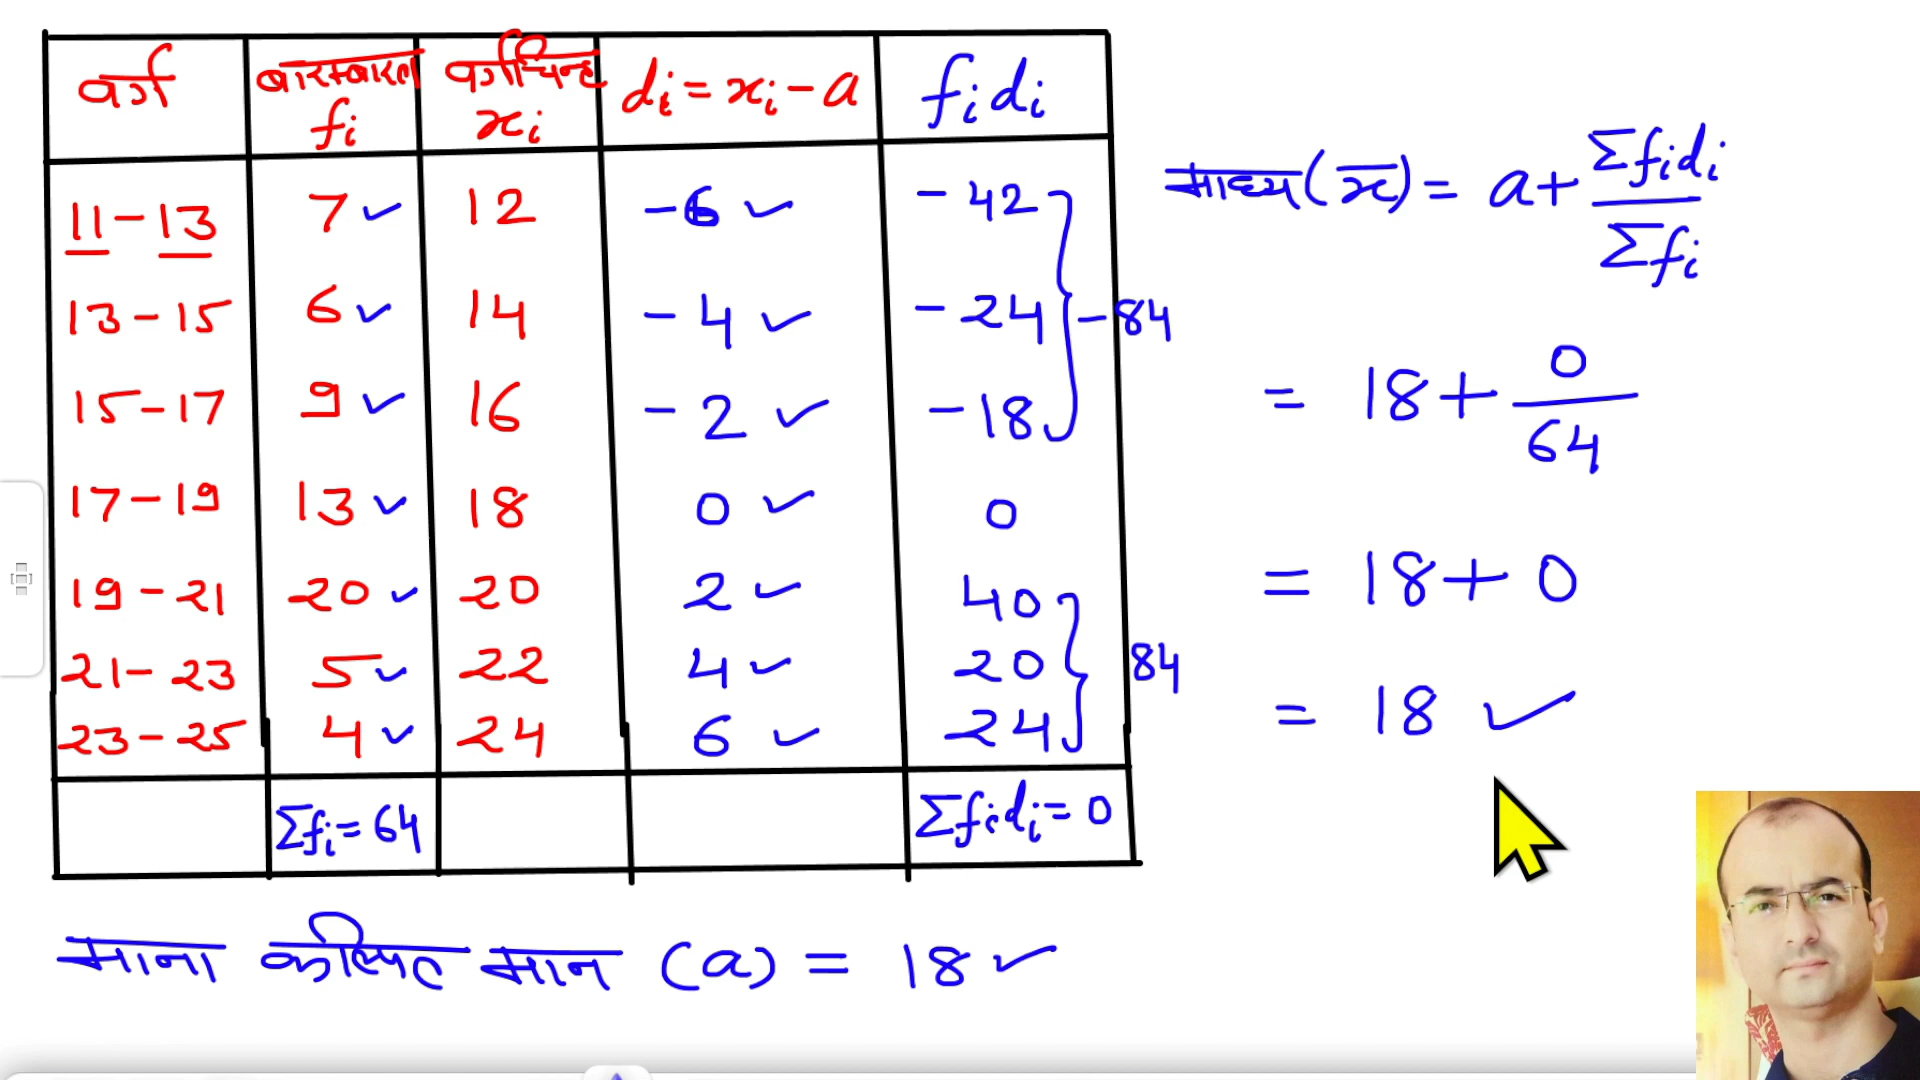 वर्ग बारम्बारता fi वर्गचिन्ह xi di = xi - a fidi
11-13 7 ✓ 12 -6 ✓ -42
13-15 6 ✓ 14 -4 ✓ -24 -84
15-17 9 ✓ 16 -2 ✓ -18
17-19 13 ✓ 18 0 ✓ 0
19-21 20 ✓ 20 2 ✓ 40
21-23 5 ✓ 22 4 ✓ 20 84
23-25 4 ✓ 24 6 ✓ 24
Σfi = 64 Σfidi = 0
माना कल्पित मान (a) = 18 ✓
माध्य (x̄) = a + Σfidi / Σfi
= 18 + 0/64
= 18 + 0
= 18 ✓